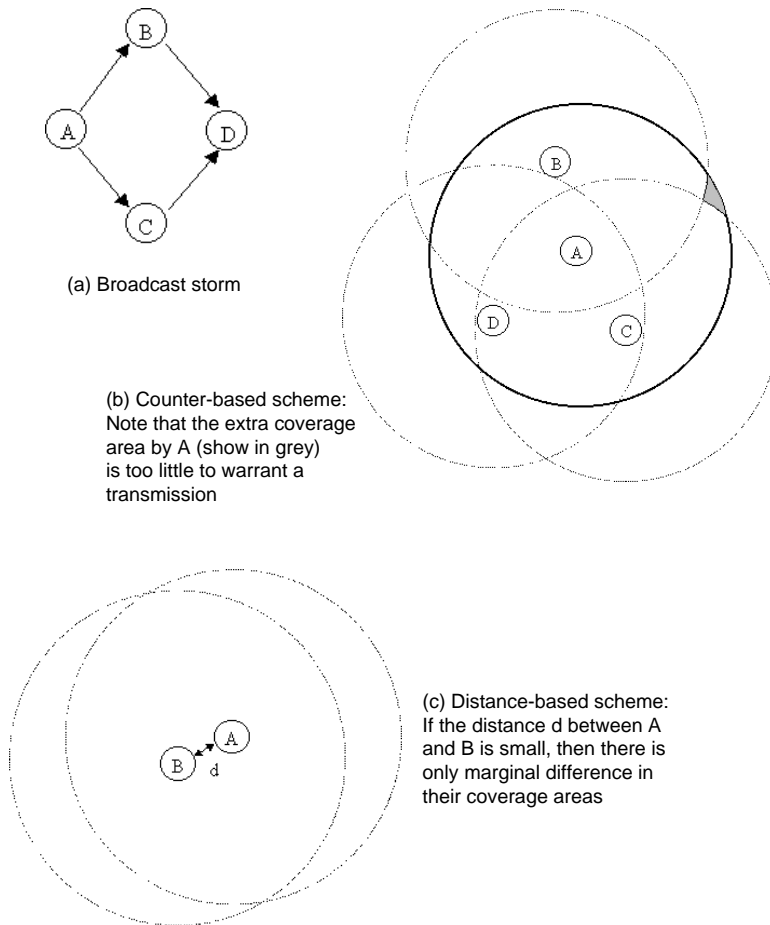 B
A
D
C
(a) Broadcast storm
B
A
D
C
(b) Counter-based scheme:
Note that the extra coverage
area by A (show in grey)
is too little to warrant a
transmission
A
B
d
(c) Distance-based scheme:
If the distance d between A
and B is small, then there is
only marginal difference in
their coverage areas